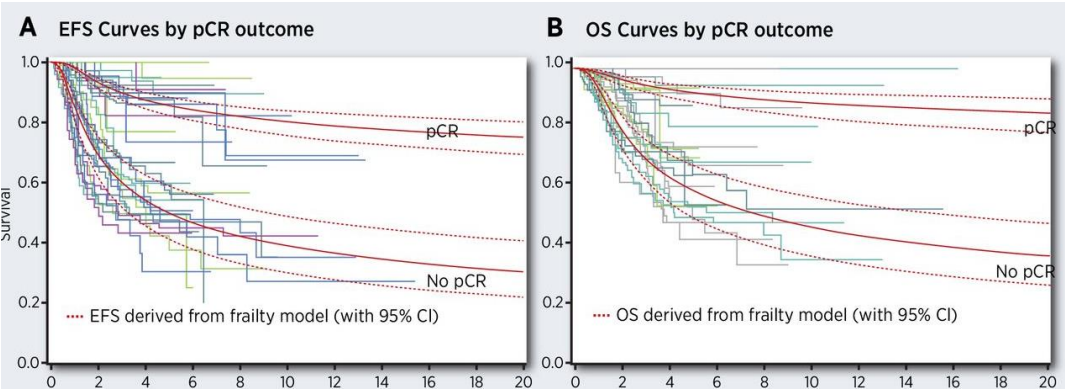 A EFS Curves by pCR outcome
1.0
0.8
0.6
0.4
0.2
0.0
Survival
pCR
No pCR
EFS derived from frailty model (with 95% CI)
0 2 4 6 8 10 12 14 16 18 20
B OS Curves by pCR outcome
1.0
0.8
0.6
0.4
0.2
0.0
pCR
No pCR
OS derived from frailty model (with 95% CI)
0 2 4 6 8 10 12 14 16 18 20